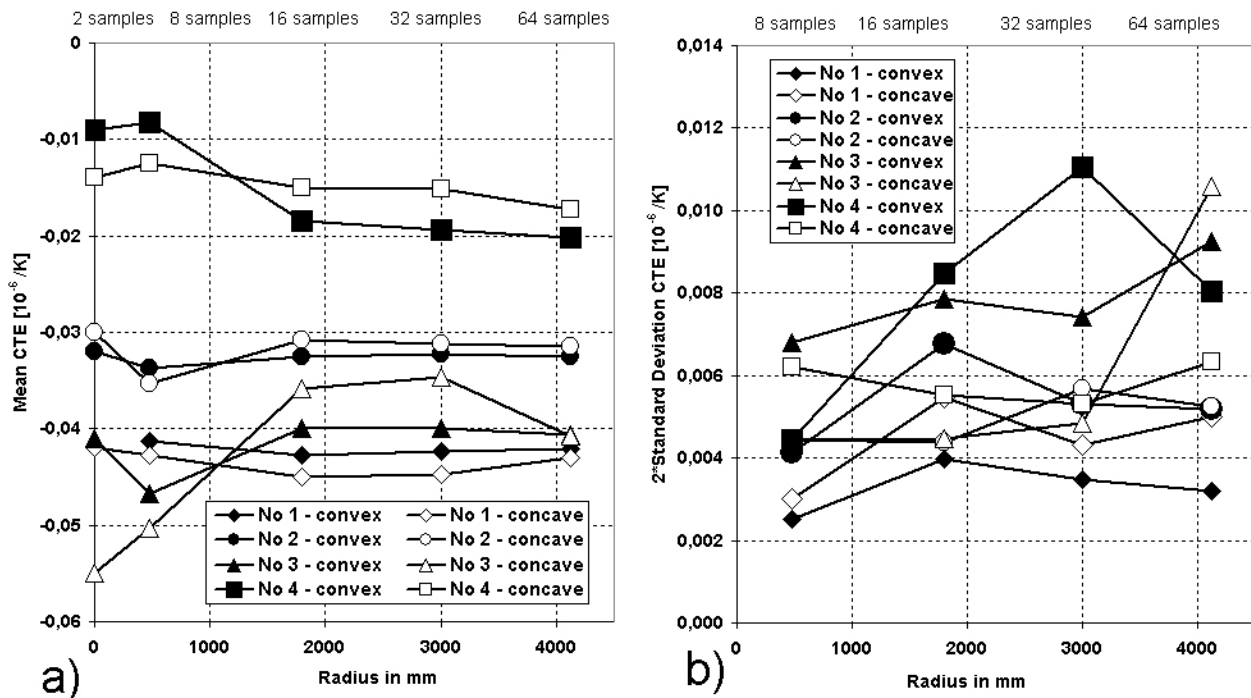 2 samples 8 samples 16 samples 32 samples 64 samples
0
-0,01
-0,02
-0,03
-0,04
-0,05
-0,06
Mean CTE [10⁻⁶ /K]
No 1 - convex No 1 - concave
No 2 - convex No 2 - concave
No 3 - convex No 3 - concave
No 4 - convex No 4 - concave
0 1000 2000 3000 4000
Radius in mm
a)
8 samples 16 samples 32 samples 64 samples
0,014
0,012
0,010
0,008
0,006
0,004
0,002
0,000
2*Standard Deviation CTE [10⁻⁶ /K]
No 1 - convex
No 1 - concave
No 2 - convex
No 2 - concave
No 3 - convex
No 3 - concave
No 4 - convex
No 4 - concave
0 1000 2000 3000 4000
Radius in mm
b)